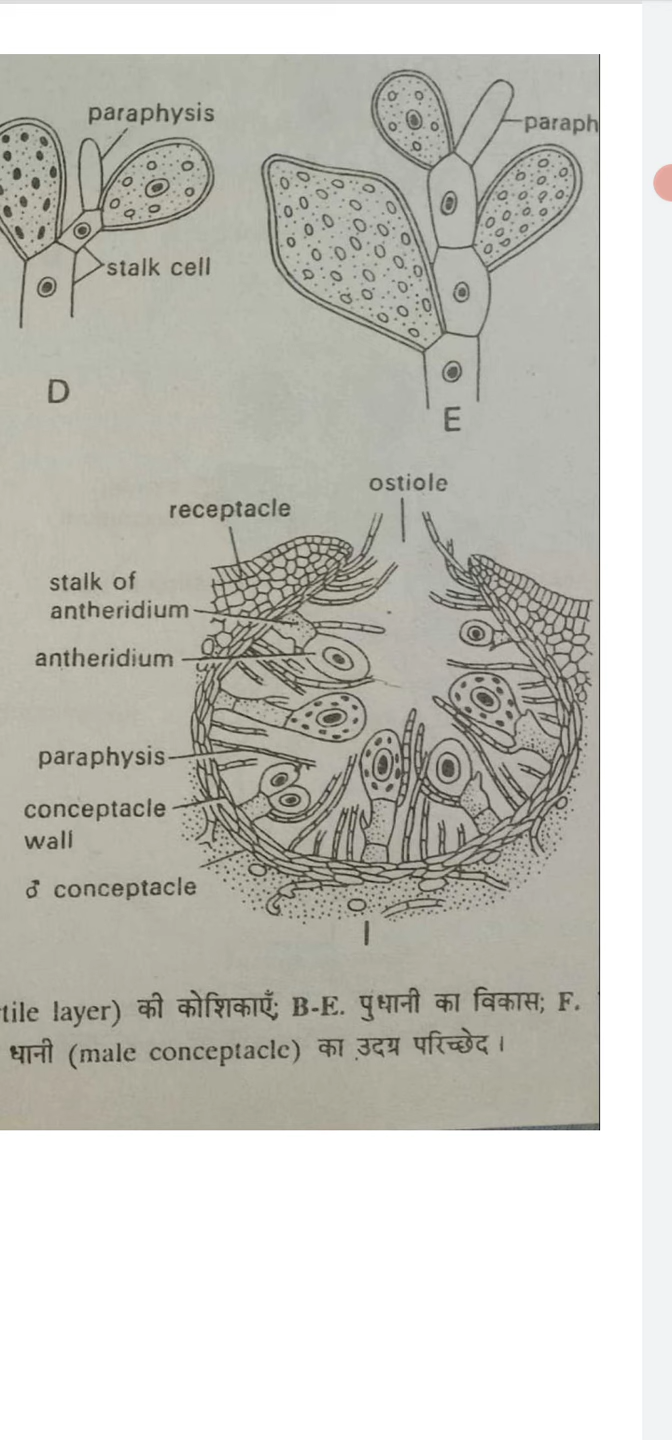 paraphysis
paraph
stalk cell
D
E
ostiole
receptacle
stalk of
antheridium
antheridium
paraphysis
conceptacle
wall
♂ conceptacle
I
tile layer) की कोशिकाएँ; B-E. पुंधानी का विकास; F.
धानी (male conceptacle) का उदग्र परिच्छेद।